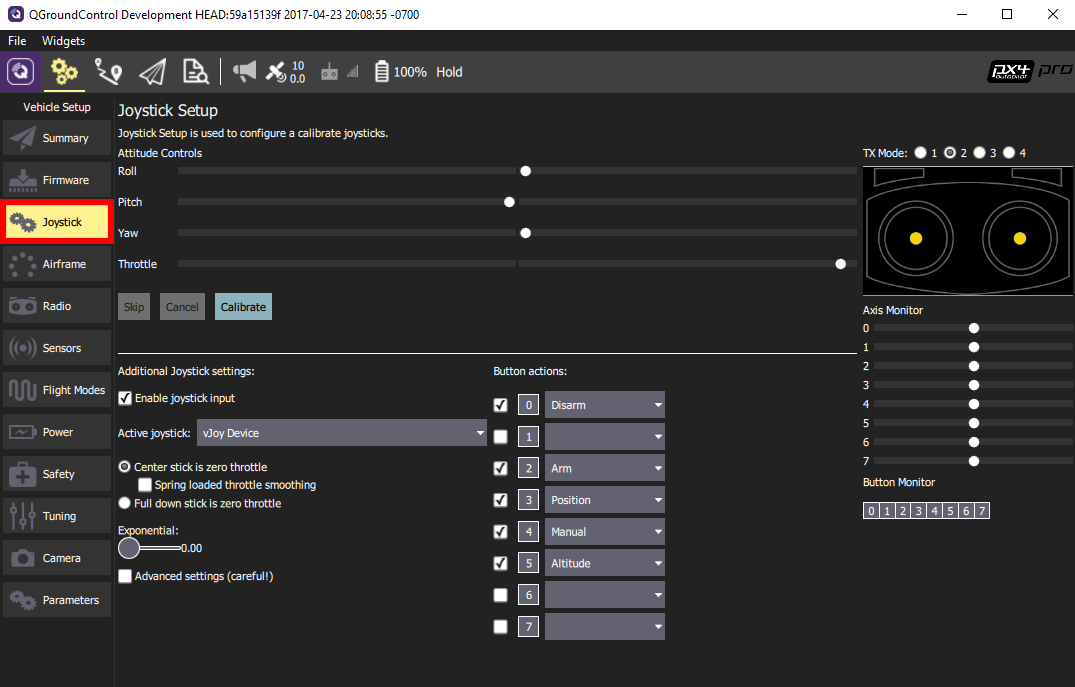 QGroundControl Development HEAD:59a15139f 2017-04-23 20:08:55 -0700
File Widgets
10
0.0
100% Hold
px4 pro
autopilot
Vehicle Setup
Summary
Firmware
Joystick
Airframe
Radio
Sensors
Flight Modes
Power
Safety
Tuning
Camera
Parameters
Joystick Setup
Joystick Setup is used to configure a calibrate joysticks.
Attitude Controls
Roll
Pitch
Yaw
Throttle
Skip Cancel Calibrate
Additional Joystick settings:
Enable joystick input
Active joystick: vJoy Device
Center stick is zero throttle
Spring loaded throttle smoothing
Full down stick is zero throttle
Exponential:
0.00
Advanced settings (careful!)
Button actions:
0 Disarm
1
2 Arm
3 Position
4 Manual
5 Altitude
6
7
TX Mode: 1 2 3 4
Axis Monitor
0
1
2
3
4
5
6
7
Button Monitor
0 1 2 3 4 5 6 7